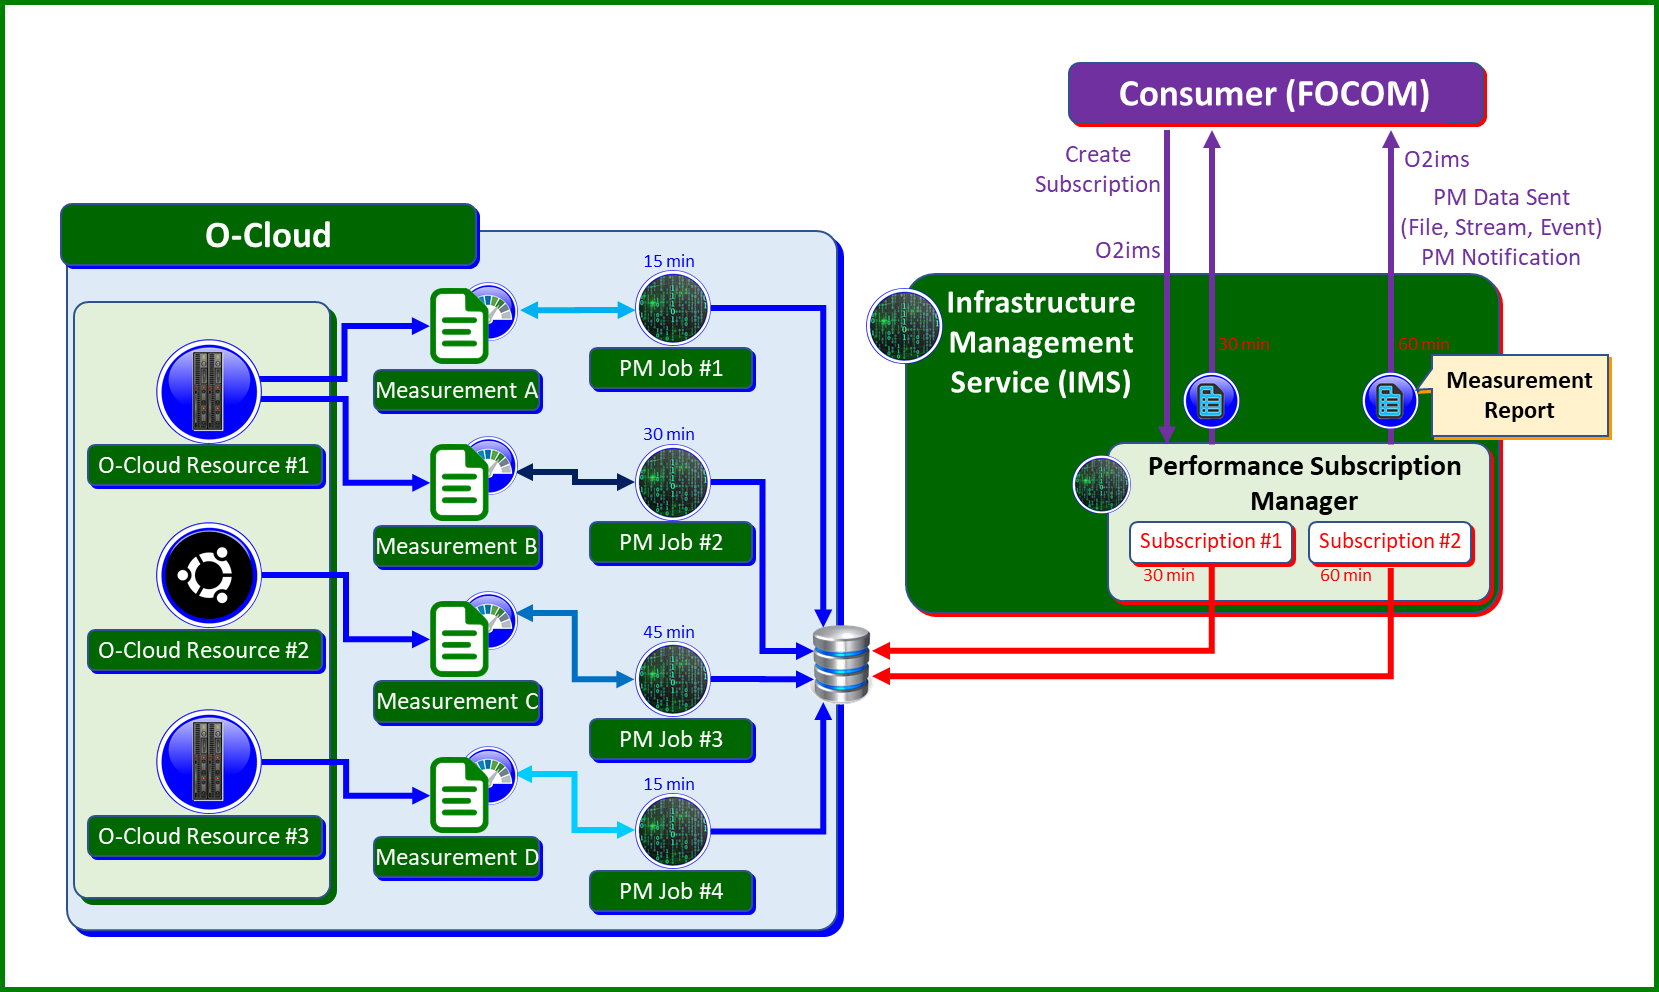 Consumer (FOCOM)
Create
Subscription
O2ims
O2ims
PM Data Sent
(File, Stream, Event)
PM Notification
O-Cloud
O-Cloud Resource #1
O-Cloud Resource #2
O-Cloud Resource #3
Measurement A
Measurement B
Measurement C
Measurement D
15 min
PM Job #1
30 min
PM Job #2
45 min
PM Job #3
15 min
PM Job #4
Infrastructure
Management
Service (IMS)
30 min
60 min
Measurement
Report
Performance Subscription
Manager
Subscription #1
30 min
Subscription #2
60 min